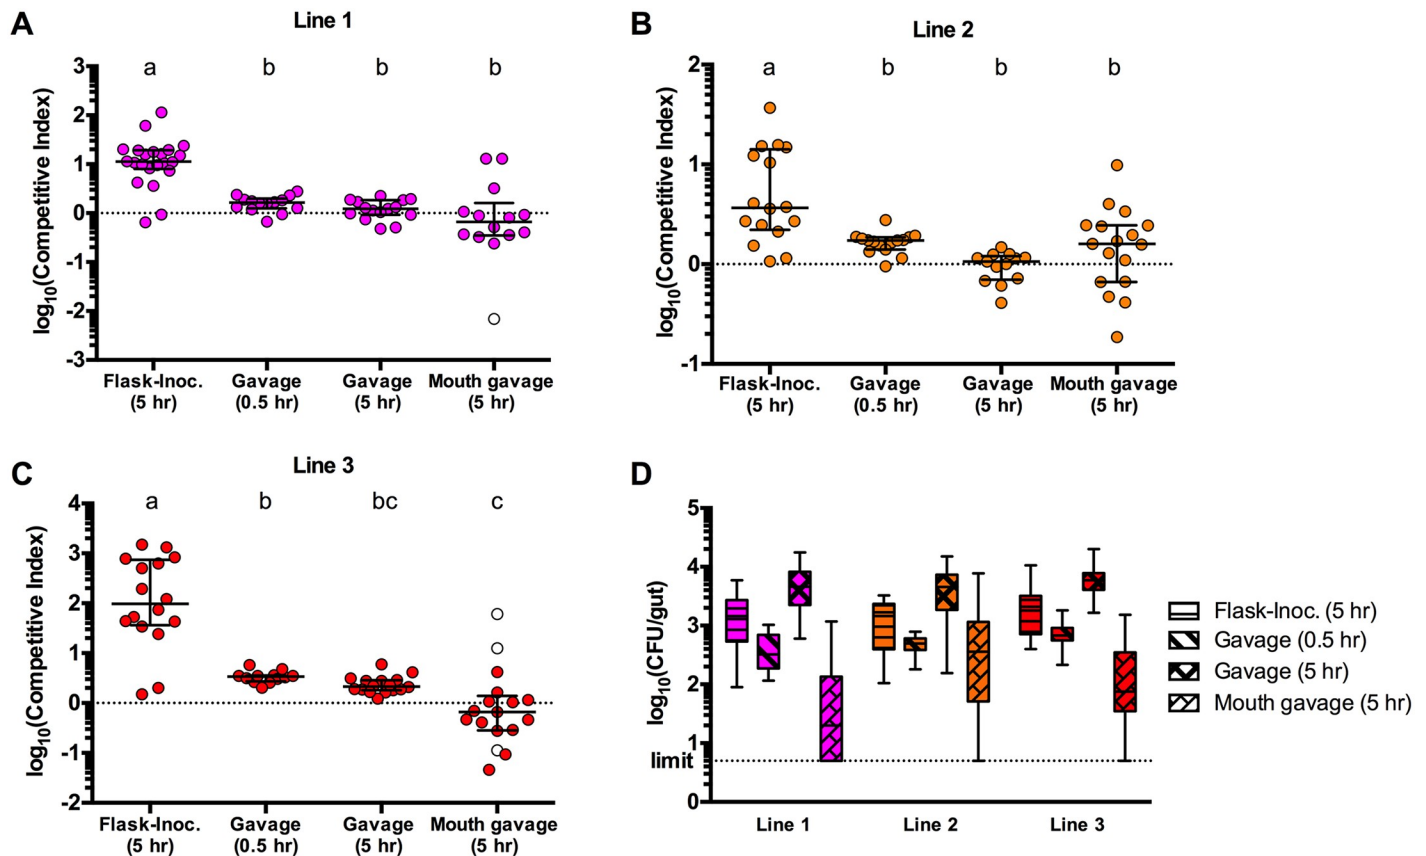 A
Line 1
log10(Competitive Index)
3
2
1
0
-1
-2
-3
a
b
b
b
Flask-Inoc.
(5 hr)
Gavage
(0.5 hr)
Gavage
(5 hr)
Mouth gavage
(5 hr)
B
Line 2
log10(Competitive Index)
2
1
0
-1
a
b
b
b
Flask-Inoc.
(5 hr)
Gavage
(0.5 hr)
Gavage
(5 hr)
Mouth gavage
(5 hr)
C
Line 3
log10(Competitive Index)
4
3
2
1
0
-1
-2
a
b
bc
c
Flask-Inoc.
(5 hr)
Gavage
(0.5 hr)
Gavage
(5 hr)
Mouth gavage
(5 hr)
D
log10(CFU/gut)
5
4
3
2
1
limit
0
Line 1
Line 2
Line 3
Flask-Inoc. (5 hr)
Gavage (0.5 hr)
Gavage (5 hr)
Mouth gavage (5 hr)